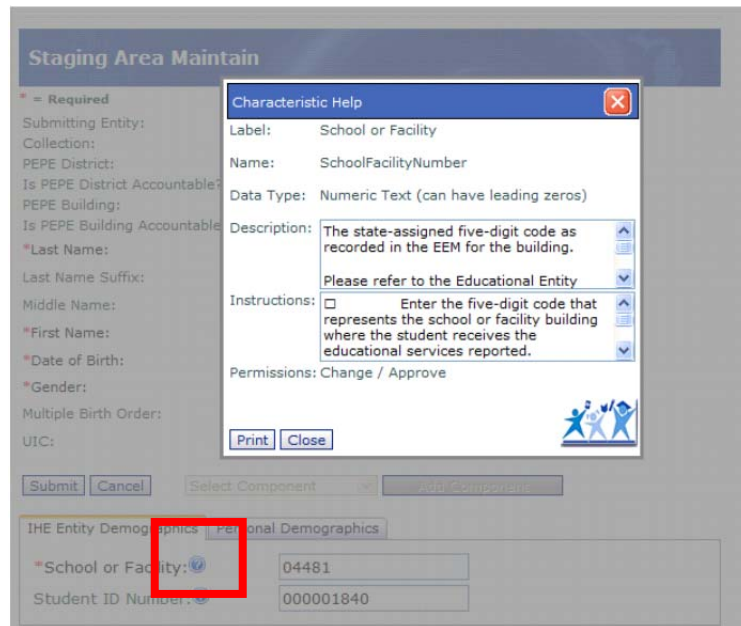 Staging Area Maintain
* = Required
Submitting Entity:
Collection:
PEPE District:
Is PEPE District Accountable?
PEPE Building:
Is PEPE Building Accountable
*Last Name:
Last Name Suffix:
Middle Name:
*First Name:
*Date of Birth:
*Gender:
Multiple Birth Order:
UIC:
Characteristic Help
Label: School or Facility
Name: SchoolFacilityNumber
Data Type: Numeric Text (can have leading zeros)
Description: The state-assigned five-digit code as
recorded in the EEM for the building.
Please refer to the Educational Entity
Instructions: □ Enter the five-digit code that
represents the school or facility building
where the student receives the
educational services reported.
Permissions: Change / Approve
Print Close
Submit Cancel Select Component Add Component
IHE Entity Demographics Personal Demographics
*School or Facility: 04481
Student ID Number: 000001840